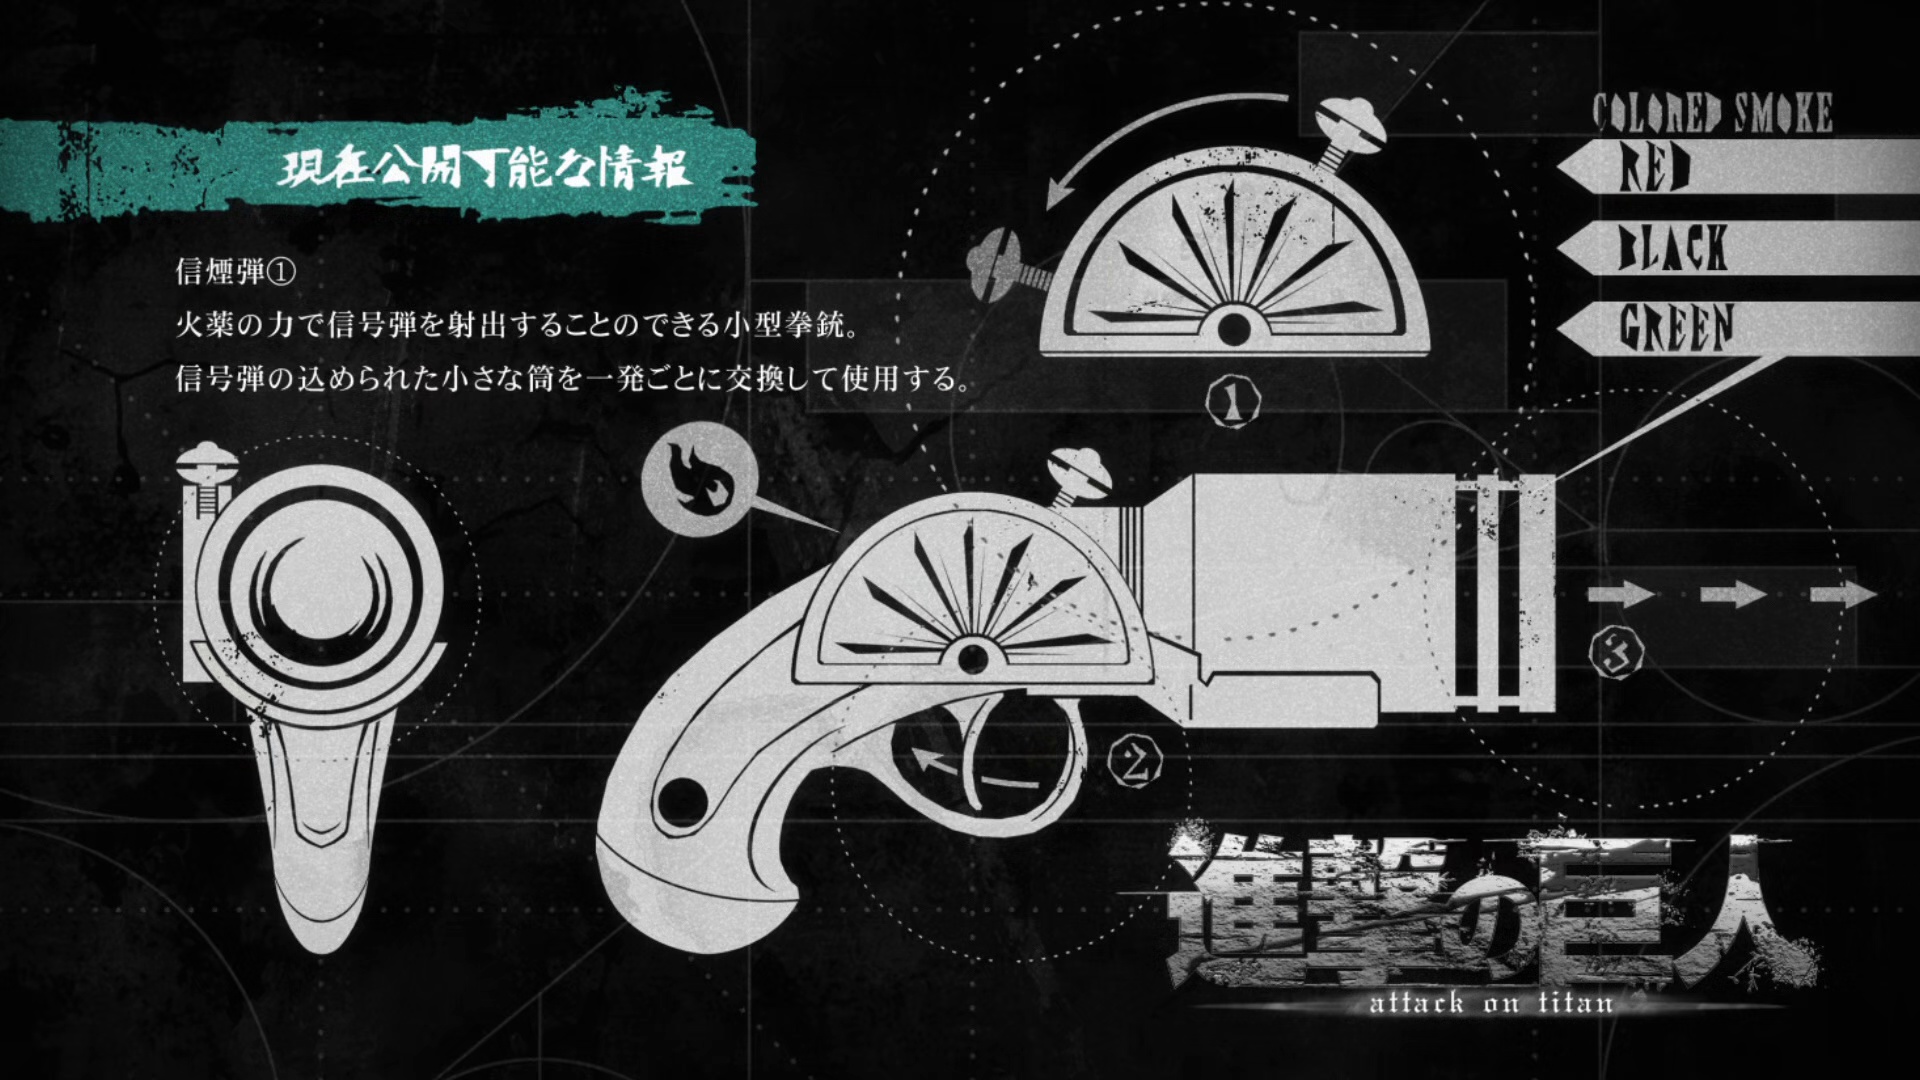 現在公開可能な情報
信煙弾①
火薬の力で信号弾を射出することのできる小型拳銃。
信号弾の込められた小さな筒を一発ごとに交換して使用する。
COLORED SMOKE
RED
BLACK
GREEN
1
2
3
進撃の巨人
attack on titan